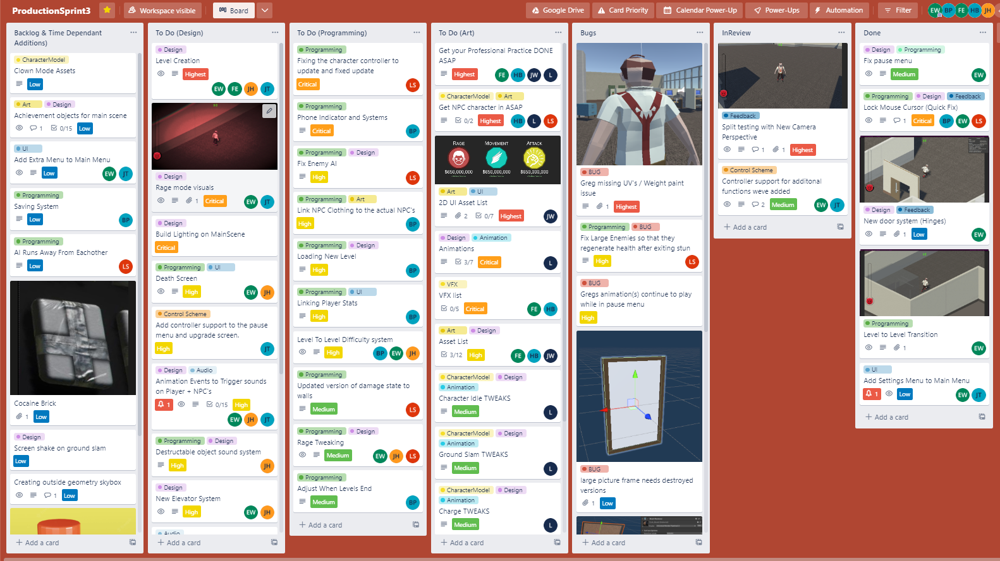 ProductionSprint3
Workspace visible
Board
Google Drive
Card Priority
Calendar Power-Up
Power-Ups
Automation
Filter
EW BP FE HB JH
Backlog & Time Dependant
Additions)
CharacterModel
Clown Mode Assets
Low
Art Design
Achievement objects for main scene
1 0/15 Low
UI
Add Extra Menu to Main Menu
Low EW JT
Programming
Saving System
Low BP
Programming
AI Runs Away From Eachother
Low LS
Cocaine Brick
1 Low
Design
Screen shake on ground slam
Low
Creating outside geometry skybox
1 Low
+ Add a card
To Do (Design)
Design
Level Creation
Highest
EW FE JH JT
Design
Rage mode visuals
1 Critical EW JT
Design
Build Lighting on MainScene
Critical
Programming UI
Death Screen
High EW JH
Control Scheme
Add controller support to the pause
menu and upgrade screen.
High JT
Design Audio
Animation Events to Trigger sounds
on Player + NPC's
1 0/15 High
EW JH JT
Programming Design
Destructable object sound system
High JH
Design
New Elevator System
High EW JH
Audio
+ Add a card
To Do (Programming)
Programming
Fixing the character controller to
update and fixed update
Critical LS
Programming
Phone Indicator and Systems
Critical BP
Programming Design
Fix Enemy AI
High LS
Programming Art
Link NPC Clothing to the actual NPC's
High BP
Programming Design
Loading New Level
High BP
Programming UI
Linking Player Stats
High BP
Level To Level Difficulty system
High BP EW JH
Programming
Updated version of damage state to
walls
Medium LS
Programming Design
Rage Tweaking
Medium EW JH LS
Programming
Adjust When Levels End
Medium BP
+ Add a card
To Do (Art)
Get your Professional Practice DONE
ASAP
Highest FE HB JW L
CharacterModel Art
Get NPC character in ASAP
0/2 Highest HB L LS
RAGE MOVEMENT ATTACK
$650,000,000 $650,000,000 $650,000,000
Art UI
2D UI Asset List
2 0/7 Highest JW
Design Animation
Animations
3/7 Critical L
VFX
VFX list
0/5 Critical FE HB
Art Design
Asset List
3/12 High FE HB JW
CharacterModel Design
Animation
Character Idle TWEAKS
Medium L
CharacterModel Design
Animation
Ground Slam TWEAKS
Medium L
CharacterModel Design
Animation
Charge TWEAKS
Medium L
+ Add a card
Bugs
BUG
Greg missing UV's / Weight paint
issue
1 Highest
Programming BUG
Fix Large Enemies so that they
regenerate health after exiting stun
High LS
BUG
Gregs animation(s) continue to play
while in pause menu
High
BUG
large picture frame needs destroyed
versions
1 Low
+ Add a card
InReview
Feedback
Split testing with New Camera
Perspective
1 1 Highest
Control Scheme
Controller support for additonal
functions weve added
2 Medium EW JT
+ Add a card
Done
Design Programming
Fix pause menu
Medium EW
Programming Design Feedback
Lock Mouse Cursor (Quick Fix)
1 Critical BP EW LS
Design Feedback
New door system (Hinges)
1 Low EW
Programming
Level to Level Transition
1 EW
UI
Add Settings Menu to Main Menu
1 Low EW JT
+ Add a card